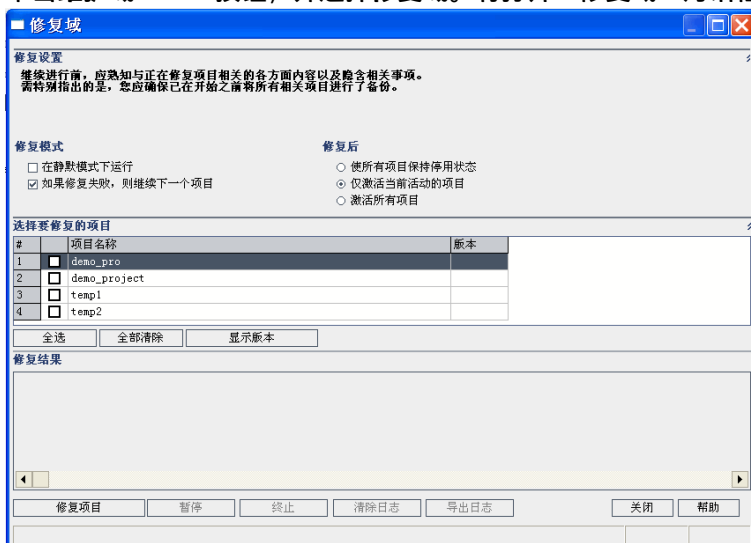 修复域
修复设置
继续进行前，应熟知与正在修复项目相关的各方面内容以及隐含相关事项。
需特别指出的是，您应确保已在开始之前将所有相关项目进行了备份。
修复模式 修复后
在静默模式下运行 使所有项目保持停用状态
如果修复失败，则继续下一个项目 仅激活当前活动的项目
激活所有项目
选择要修复的项目
# 项目名称 版本
1 demo_pro
2 demo_project
3 temp1
4 temp2
全选 全部清除 显示版本
修复结果
修复项目 暂停 终止 清除日志 导出日志 关闭 帮助